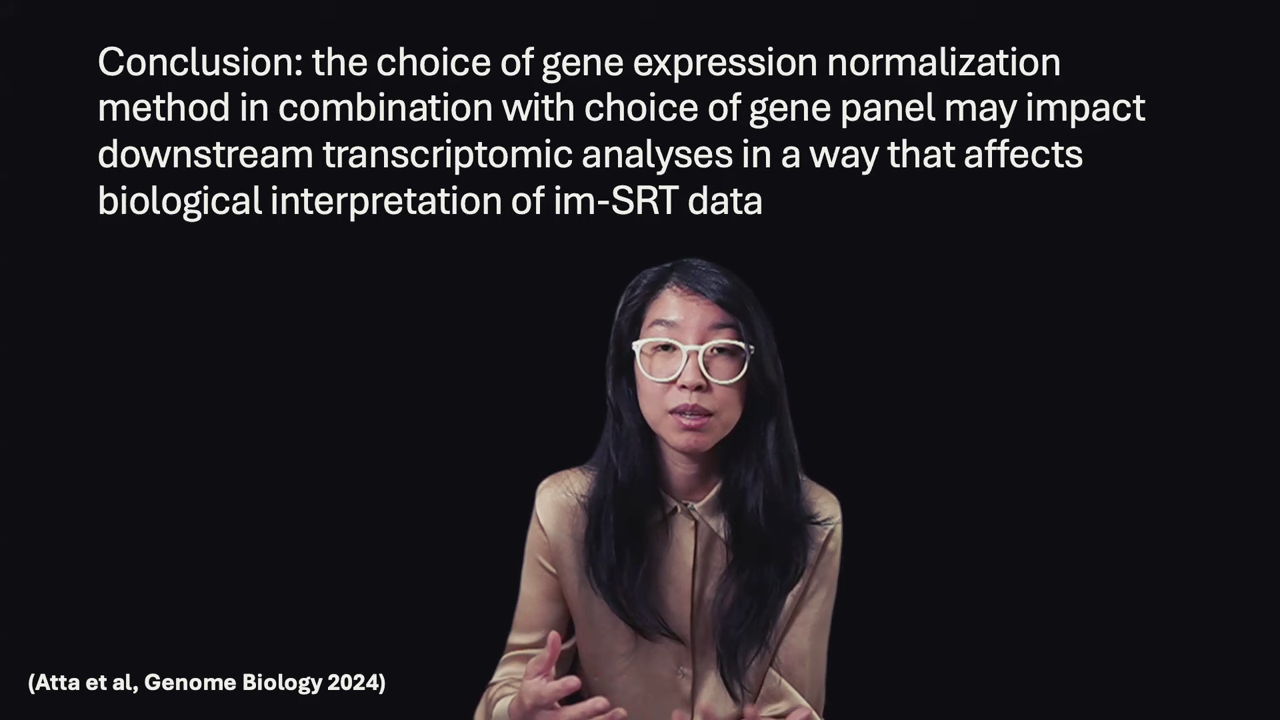 Conclusion: the choice of gene expression normalization
method in combination with choice of gene panel may impact
downstream transcriptomic analyses in a way that affects
biological interpretation of im-SRT data
(Atta et al, Genome Biology 2024)